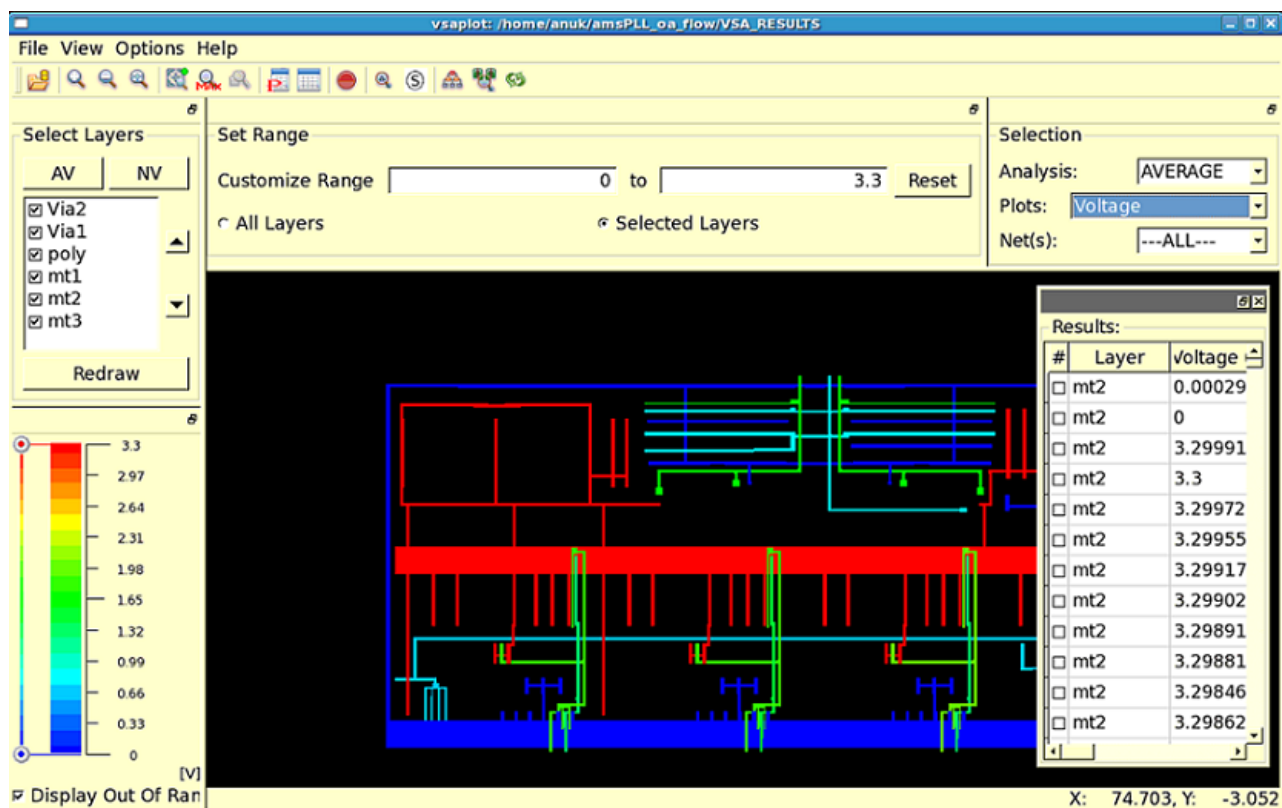 vsaplot: /home/anuk/amsPLL_oa_flow/VSA_RESULTS
File View Options Help
Select Layers
AV NV
Via2
Via1
poly
mt1
mt2
mt3
Redraw
Set Range
Customize Range 0 to 3.3 Reset
All Layers Selected Layers
Selection
Analysis: AVERAGE
Plots: Voltage
Net(s): ---ALL---
3.3
2.97
2.64
2.31
1.98
1.65
1.32
0.99
0.66
0.33
0
[V]
Display Out Of Ran
Results:
# Layer Voltage
mt2 0.00029
mt2 0
mt2 3.29991
mt2 3.3
mt2 3.29972
mt2 3.29955
mt2 3.29917
mt2 3.29902
mt2 3.29891
mt2 3.29881
mt2 3.29846
mt2 3.29862
X: 74.703, Y: -3.052